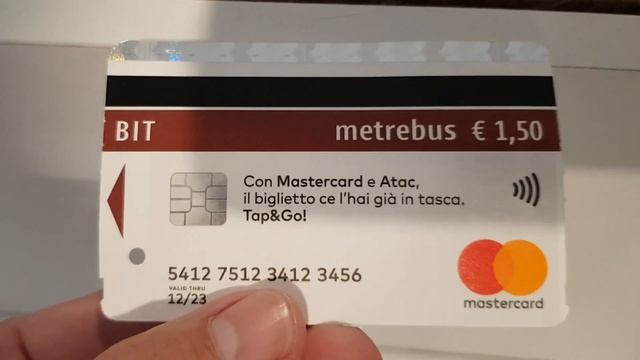 BIT metrebus € 1,50
Con Mastercard e Atac,
il biglietto ce l'hai già in tasca.
Tap&Go!
5412 7512 3412 3456
VALID THRU
12/23
mastercard